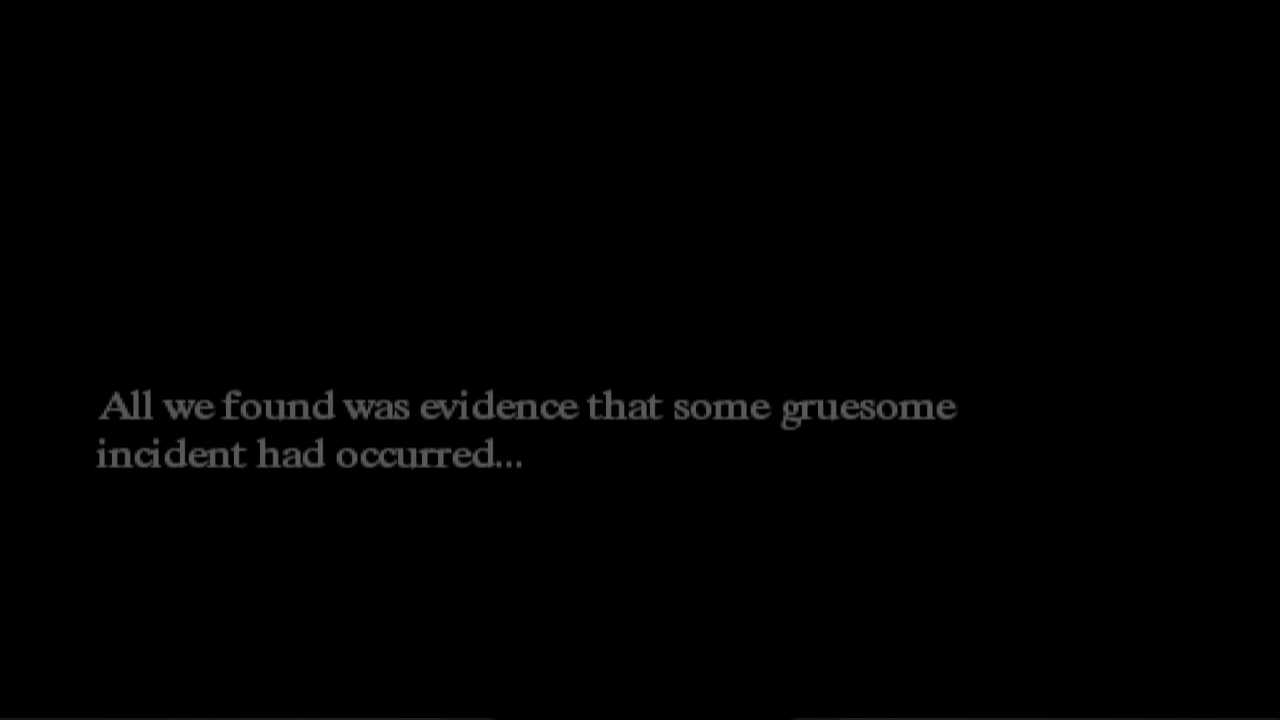 All we found was evidence that some gruesome
incident had occurred...